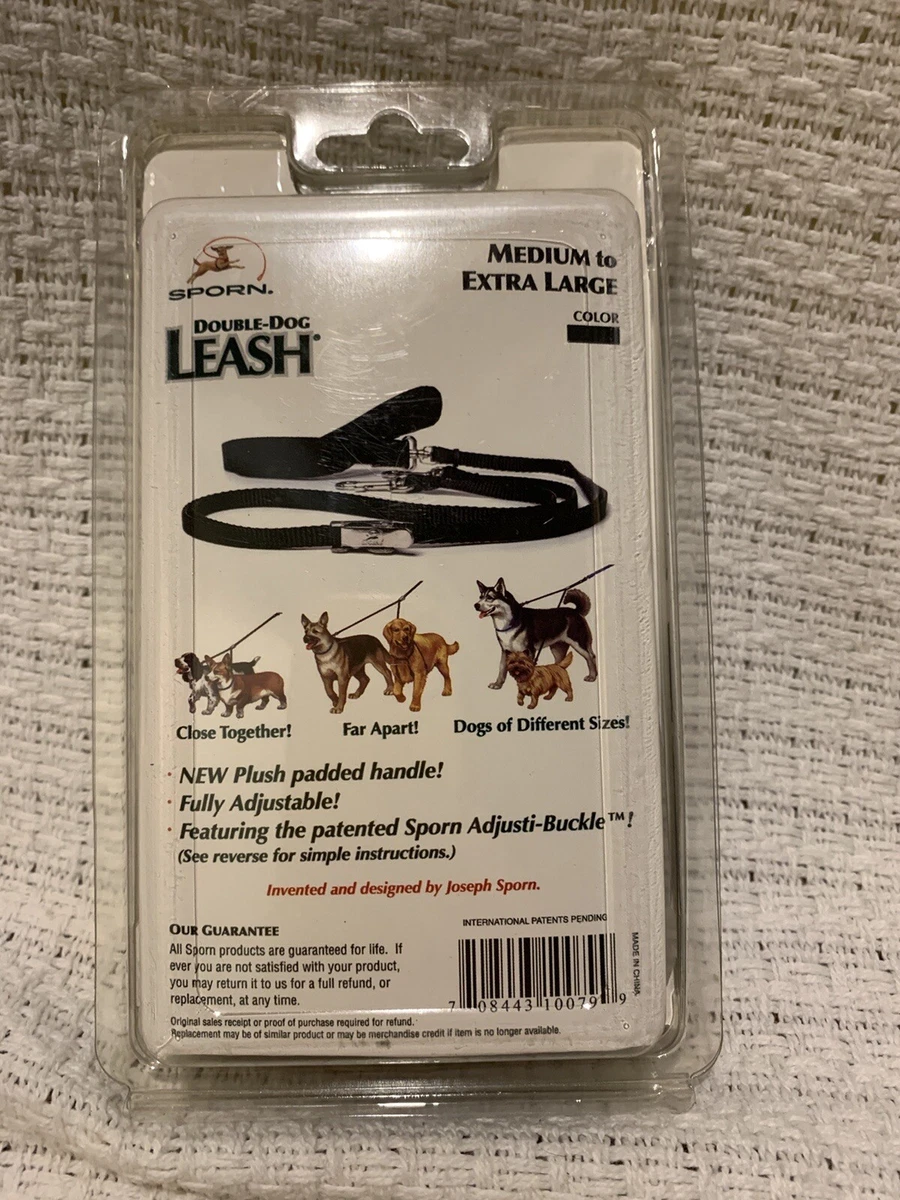 SPORN.
MEDIUM to
EXTRA LARGE
COLOR
DOUBLE-DOG
LEASH
Close Together!
Far Apart!
Dogs of Different Sizes!
· NEW Plush padded handle!
· Fully Adjustable!
· Featuring the patented Sporn Adjusti-Buckle™!
(See reverse for simple instructions.)
Invented and designed by Joseph Sporn.
OUR GUARANTEE
All Sporn products are guaranteed for life. If
ever you are not satisfied with your product,
you may return it to us for a full refund, or
replacement, at any time.
Original sales receipt or proof of purchase required for refund.
Replacement may be of similar product or may be merchandise credit if item is no longer available.
INTERNATIONAL PATENTS PENDING
7 08443 10079 9
MADE IN CHINA